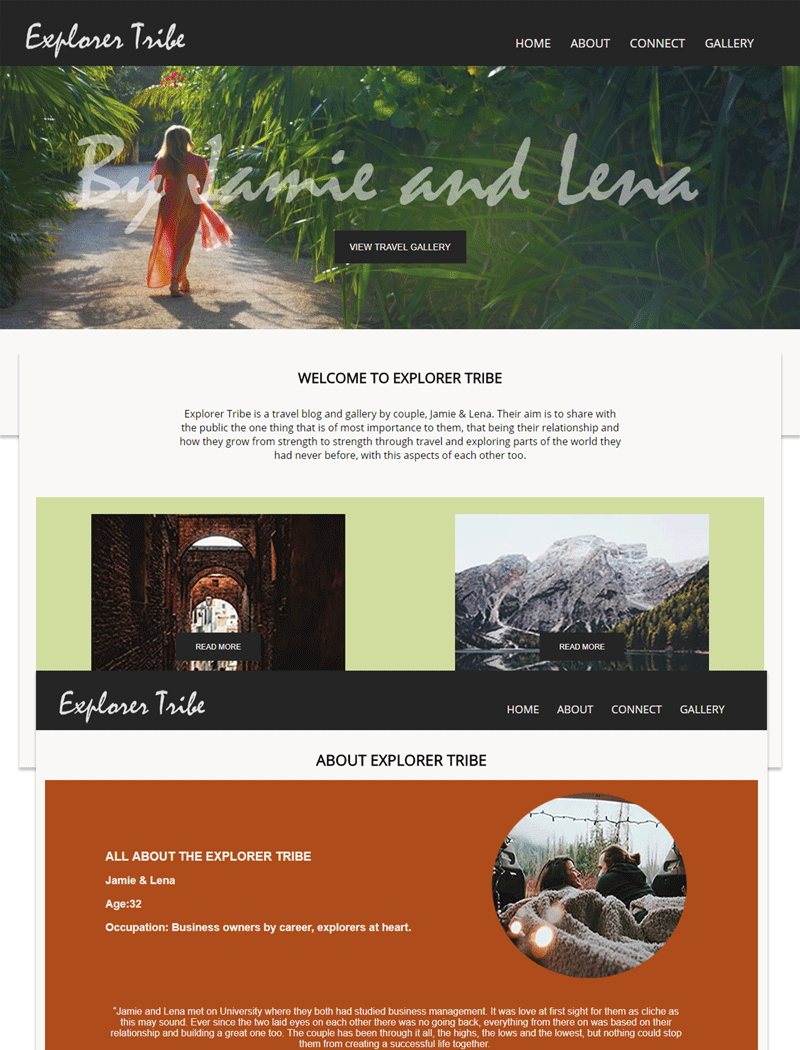 Explorer Tribe
HOME ABOUT CONNECT GALLERY
By Jamie and Lena
VIEW TRAVEL GALLERY
WELCOME TO EXPLORER TRIBE
Explorer Tribe is a travel blog and gallery by couple, Jamie & Lena. Their aim is to share with
the public the one thing that is of most importance to them, that being their relationship and
how they grow from strength to strength through travel and exploring parts of the world they
had never before, with this aspects of each other too.
READ MORE
READ MORE
Explorer Tribe
HOME ABOUT CONNECT GALLERY
ABOUT EXPLORER TRIBE
ALL ABOUT THE EXPLORER TRIBE
Jamie & Lena
Age:32
Occupation: Business owners by career, explorers at heart.
"Jamie and Lena met on University where they both had studied business management. It was love at first sight for them as cliche as
this may sound. Ever since the two laid eyes on each other there was no going back, everything from there on was based on their
relationship and building a great one too. The couple has been through it all, the highs, the lows and the lowest, but nothing could stop
them from creating a successful life together.